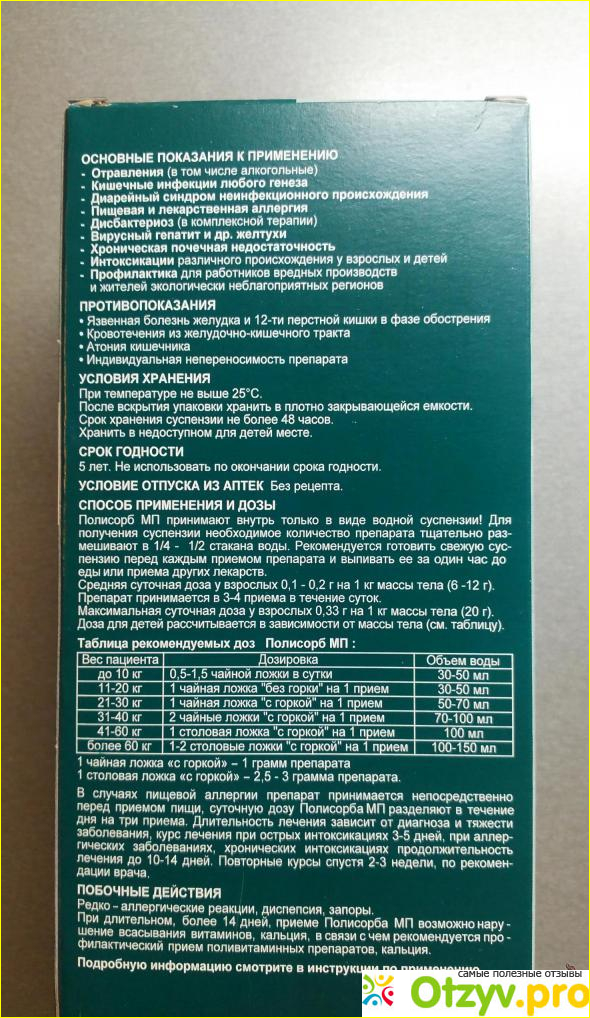 ОСНОВНЫЕ ПОКАЗАНИЯ К ПРИМЕНЕНИЮ
- Отравления (в том числе алкогольные)
- Кишечные инфекции любого генеза
- Диарейный синдром неинфекционного происхождения
- Пищевая и лекарственная аллергия
- Дисбактериоз (в комплексной терапии)
- Вирусный гепатит и др. желтухи
- Хроническая почечная недостаточность
- Интоксикации различного происхождения у взрослых и детей
- Профилактика для работников вредных производств
и жителей экологически неблагоприятных регионов
ПРОТИВОПОКАЗАНИЯ
• Язвенная болезнь желудка и 12-ти перстной кишки в фазе обострения
• Кровотечения из желудочно-кишечного тракта
• Атония кишечника
• Индивидуальная непереносимость препарата
УСЛОВИЯ ХРАНЕНИЯ
При температуре не выше 25°С.
После вскрытия упаковки хранить в плотно закрывающейся емкости.
Срок хранения суспензии не более 48 часов.
Хранить в недоступном для детей месте.
СРОК ГОДНОСТИ
5 лет. Не использовать по окончании срока годности.
УСЛОВИЕ ОТПУСКА ИЗ АПТЕК Без рецепта.
СПОСОБ ПРИМЕНЕНИЯ И ДОЗЫ
Полисорб МП принимают внутрь только в виде водной суспензии! Для
получения суспензии необходимое количество препарата тщательно раз-
мешивают в 1/4 - 1/2 стакана воды. Рекомендуется готовить свежую сус-
пензию перед каждым приемом препарата и выпивать ее за один час до
еды или приема других лекарств.
Средняя суточная доза у взрослых 0,1 - 0,2 г на 1 кг массы тела (6 -12 г).
Препарат принимается в 3-4 приема в течение суток.
Максимальная суточная доза у взрослых 0,33 г на 1 кг массы тела (20 г).
Доза для детей рассчитывается в зависимости от массы тела (см. таблицу).
Таблица рекомендуемых доз Полисорб МП :
Вес пациента Дозировка Объем воды
до 10 кг 0,5-1,5 чайной ложки в сутки 30-50 мл
11-20 кг 1 чайная ложка "без горки" на 1 прием 30-50 мл
21-30 кг 1 чайная ложка "с горкой" на 1 прием 50-70 мл
31-40 кг 2 чайные ложки "с горкой" на 1 прием 70-100 мл
41-60 кг 1 столовая ложка "с горкой" на 1 прием 100 мл
более 60 кг 1-2 столовые ложки "с горкой" на 1 прием 100-150 мл
1 чайная ложка «с горкой» – 1 грамм препарата
1 столовая ложка «с горкой» – 2,5 - 3 грамма препарата.
В случаях пищевой аллергии препарат принимается непосредственно
перед приемом пищи, суточную дозу Полисорба МП разделяют в течение
дня на три приема. Длительность лечения зависит от диагноза и тяжести
заболевания, курс лечения при острых интоксикациях 3-5 дней, при аллер-
гических заболеваниях, хронических интоксикациях продолжительность
лечения до 10-14 дней. Повторные курсы спустя 2-3 недели, по рекомен-
дации врача.
ПОБОЧНЫЕ ДЕЙСТВИЯ
Редко – аллергические реакции, диспепсия, запоры.
При длительном, более 14 дней, приеме Полисорба МП возможно нару-
шение всасывания витаминов, кальция, в связи с чем рекомендуется про-
филактический прием поливитаминных препаратов, кальция.
Подробную информацию смотрите в инструкции по применению
самые полезные отзывы
Otzyv.pro